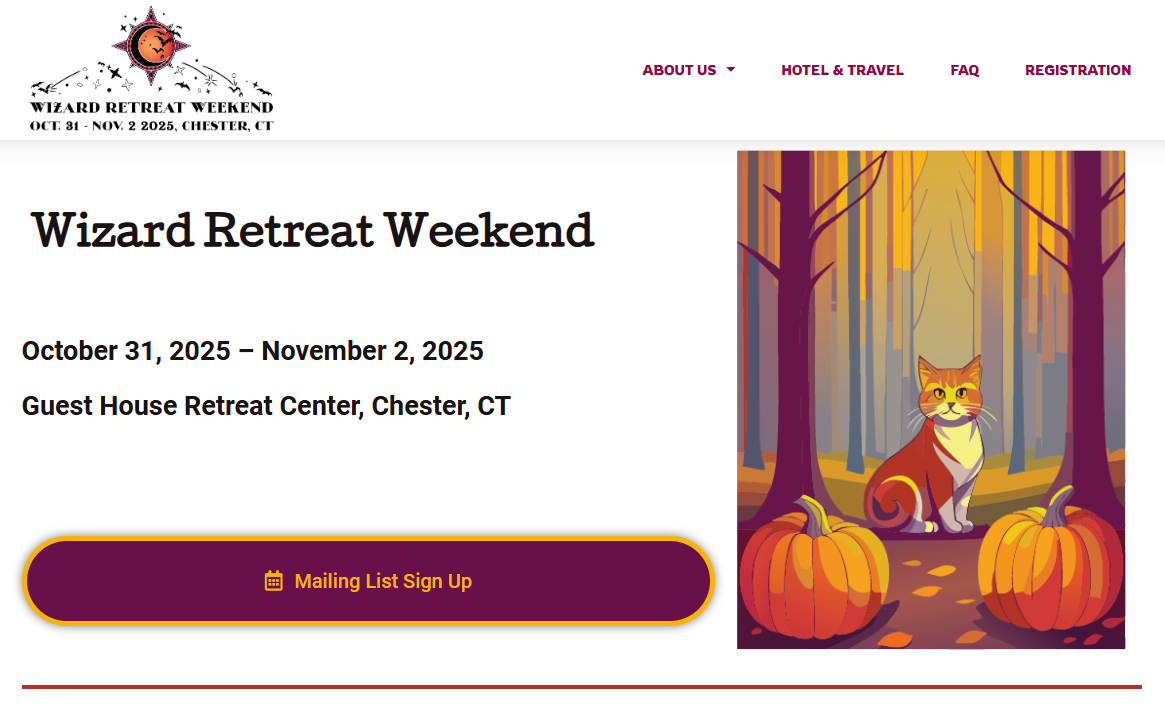 WIZARD RETREAT WEEKEND
OCT. 31 - NOV. 2 2025, CHESTER, CT
ABOUT US
HOTEL & TRAVEL
FAQ
REGISTRATION
Wizard Retreat Weekend
October 31, 2025 – November 2, 2025
Guest House Retreat Center, Chester, CT
Mailing List Sign Up